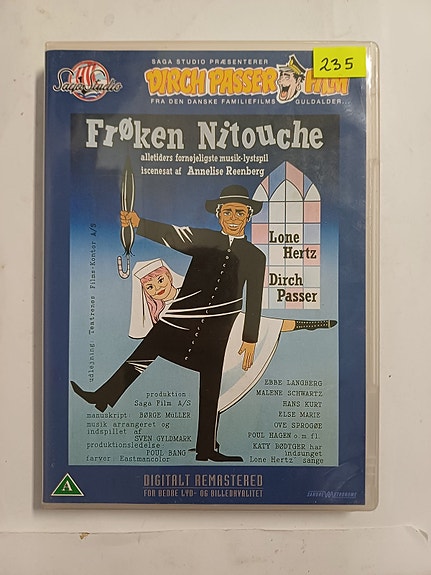 235
Saga Studio
SAGA STUDIO PRÆSENTERER
DIRCH PASSER FILM
FRA DEN DANSKE FAMILIEFILMS GULDALDER...
Frøken Nitouche
alletiders fornøjeligste musik-lystspil
iscenesat af Annelise Reenberg
Lone
Hertz
Dirch
Passer
udlejning Teatrenes Films-Kontor A/S
produktion
Saga Film A/S
manuskript BØRGE MüLLER
musik arrangeret og
indspillet af
SVEN GYLDMARK
produktionsledelse
POUL BANG
farver Eastmancolor
EBBE LANGBERG
MALENE SCHWARTZ
HANS KURT
ELSE MARIE
OVE SPROGØE
POUL HAGEN o m. fl.
KATY BØDTGER har
indsunget
Lone Hertz' sange
A
DIGITALT REMASTERED
FOR BEDRE LYD- OG BILLEDKVALITET